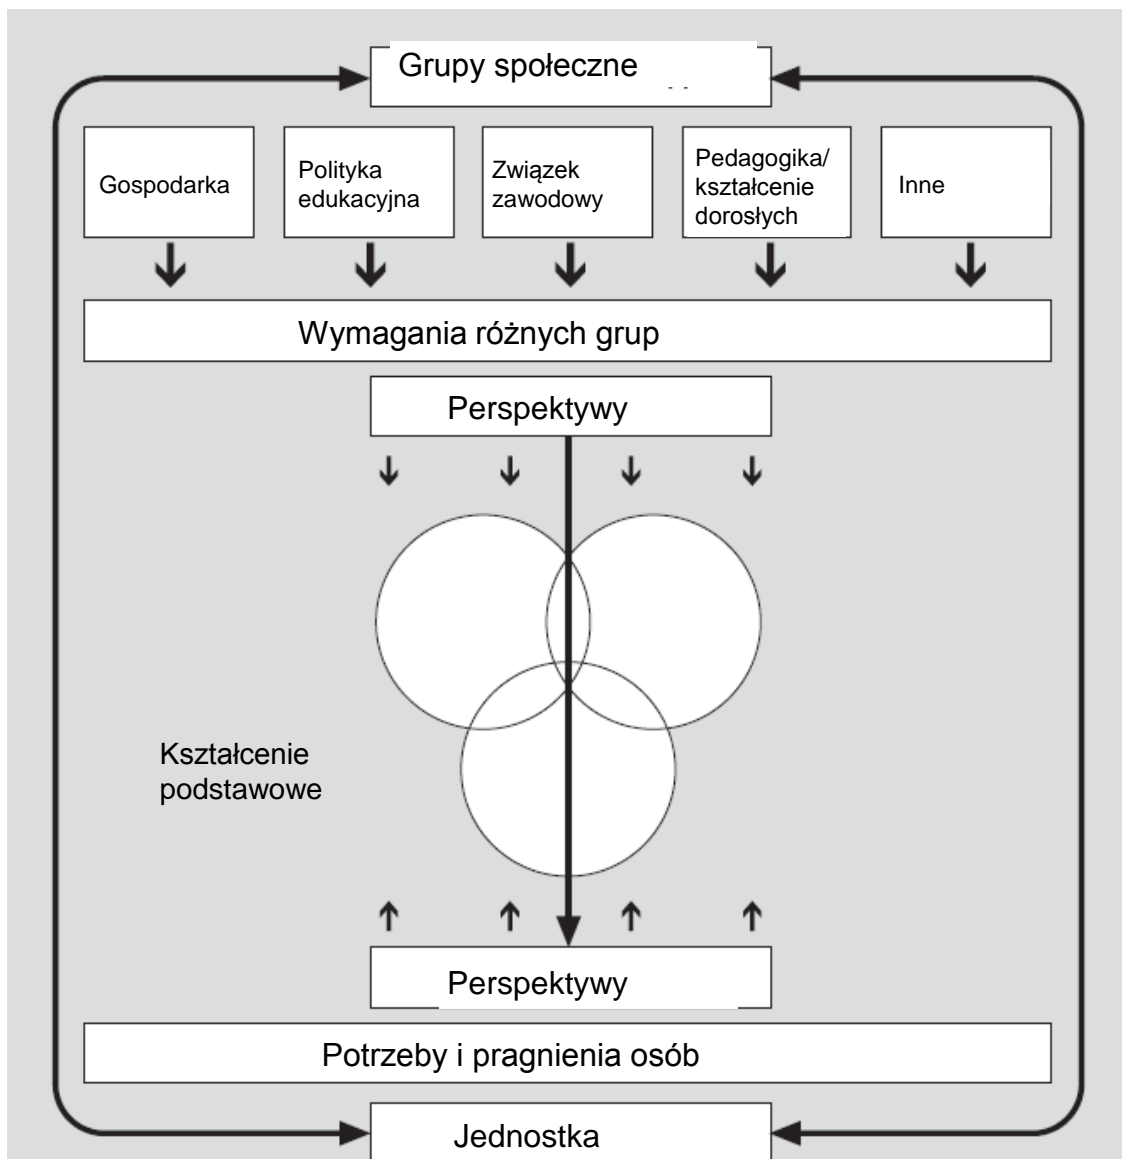 Grupy społeczne
Gospodarka
Polityka
edukacyjna
Związek
zawodowy
Pedagogika/
kształcenie
dorosłych
Inne
Wymagania różnych grup
Perspektywy
Kształcenie
podstawowe
Perspektywy
Potrzeby i pragnienia osób
Jednostka